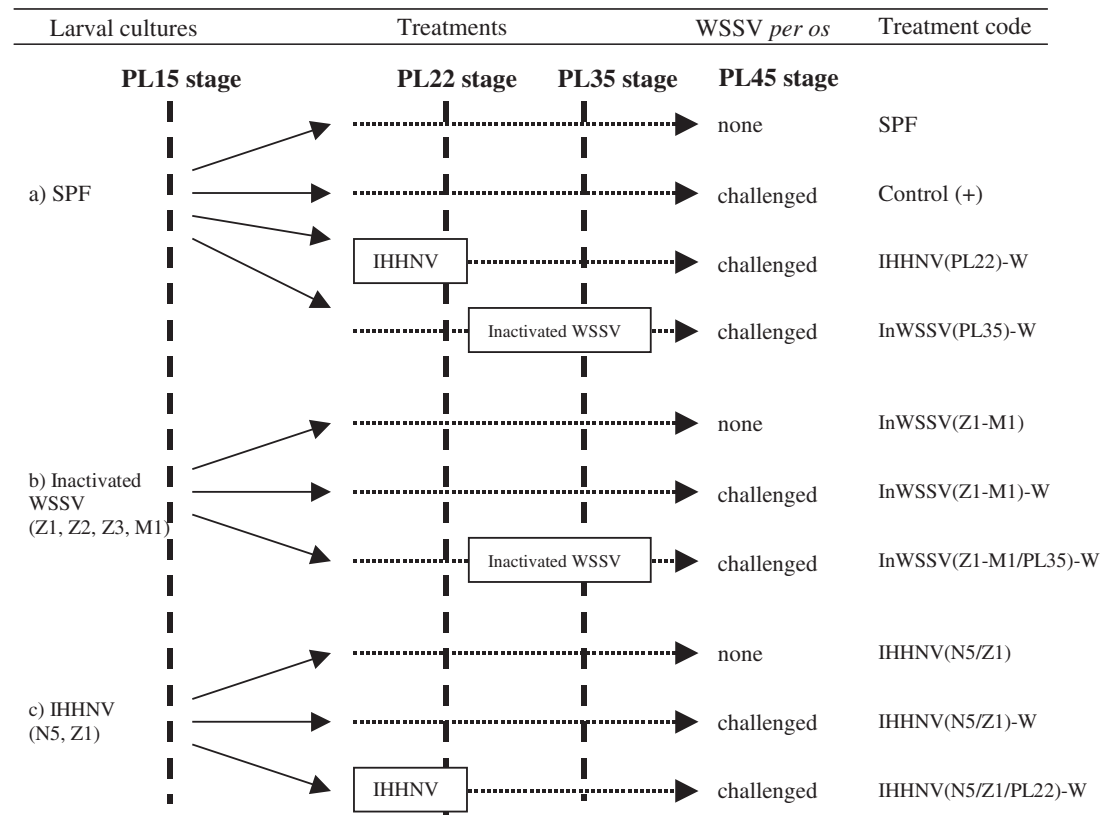 Larval cultures Treatments WSSV per os Treatment code
PL15 stage PL22 stage PL35 stage PL45 stage
none SPF
a) SPF challenged Control (+)
IHHNV challenged IHHNV(PL22)-W
Inactivated WSSV challenged InWSSV(PL35)-W
none InWSSV(Z1-M1)
b) Inactivated
WSSV
(Z1, Z2, Z3, M1)
challenged InWSSV(Z1-M1)-W
Inactivated WSSV challenged InWSSV(Z1-M1/PL35)-W
none IHHNV(N5/Z1)
c) IHHNV
(N5, Z1)
challenged IHHNV(N5/Z1)-W
IHHNV challenged IHHNV(N5/Z1/PL22)-W